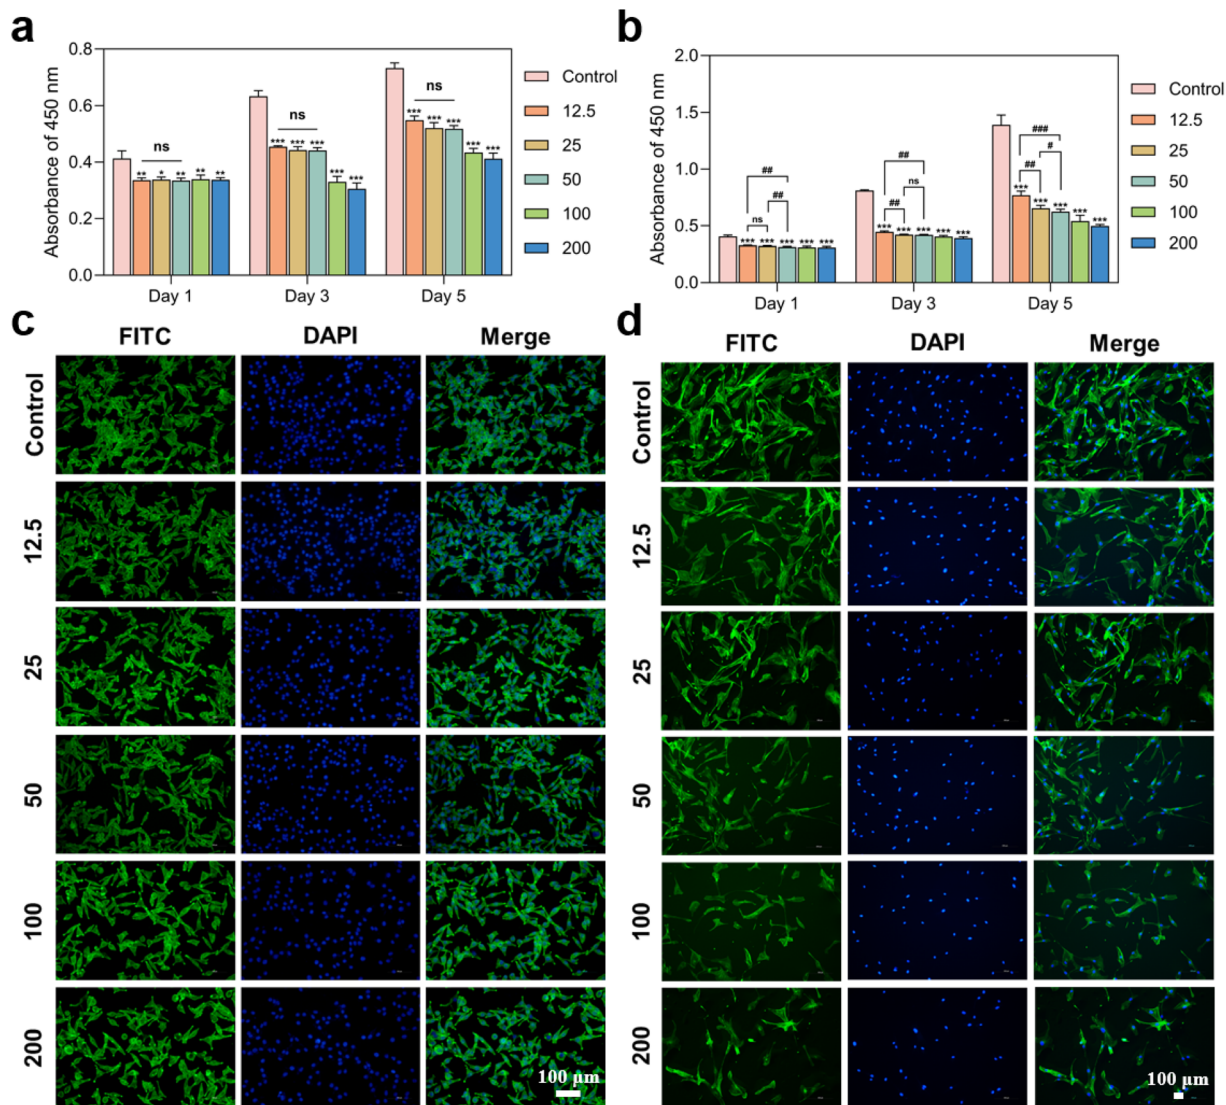 a
Absorbance of 450 nm
0.8
0.6
0.4
0.2
0.0
ns
** * ** ** **
ns
*** *** *** *** ***
ns
*** *** *** *** ***
Day 1 Day 3 Day 5
Control
12.5
25
50
100
200
b
Absorbance of 450 nm
2.0
1.5
1.0
0.5
0.0
##
ns ##
*** *** *** *** ***
##
ns
##
*** *** *** *** ***
###
#
##
*** *** *** *** ***
Day 1 Day 3 Day 5
Control
12.5
25
50
100
200
c
FITC DAPI Merge
Control
12.5
25
50
100
200
100 μm
d
FITC DAPI Merge
Control
12.5
25
50
100
200
100 μm